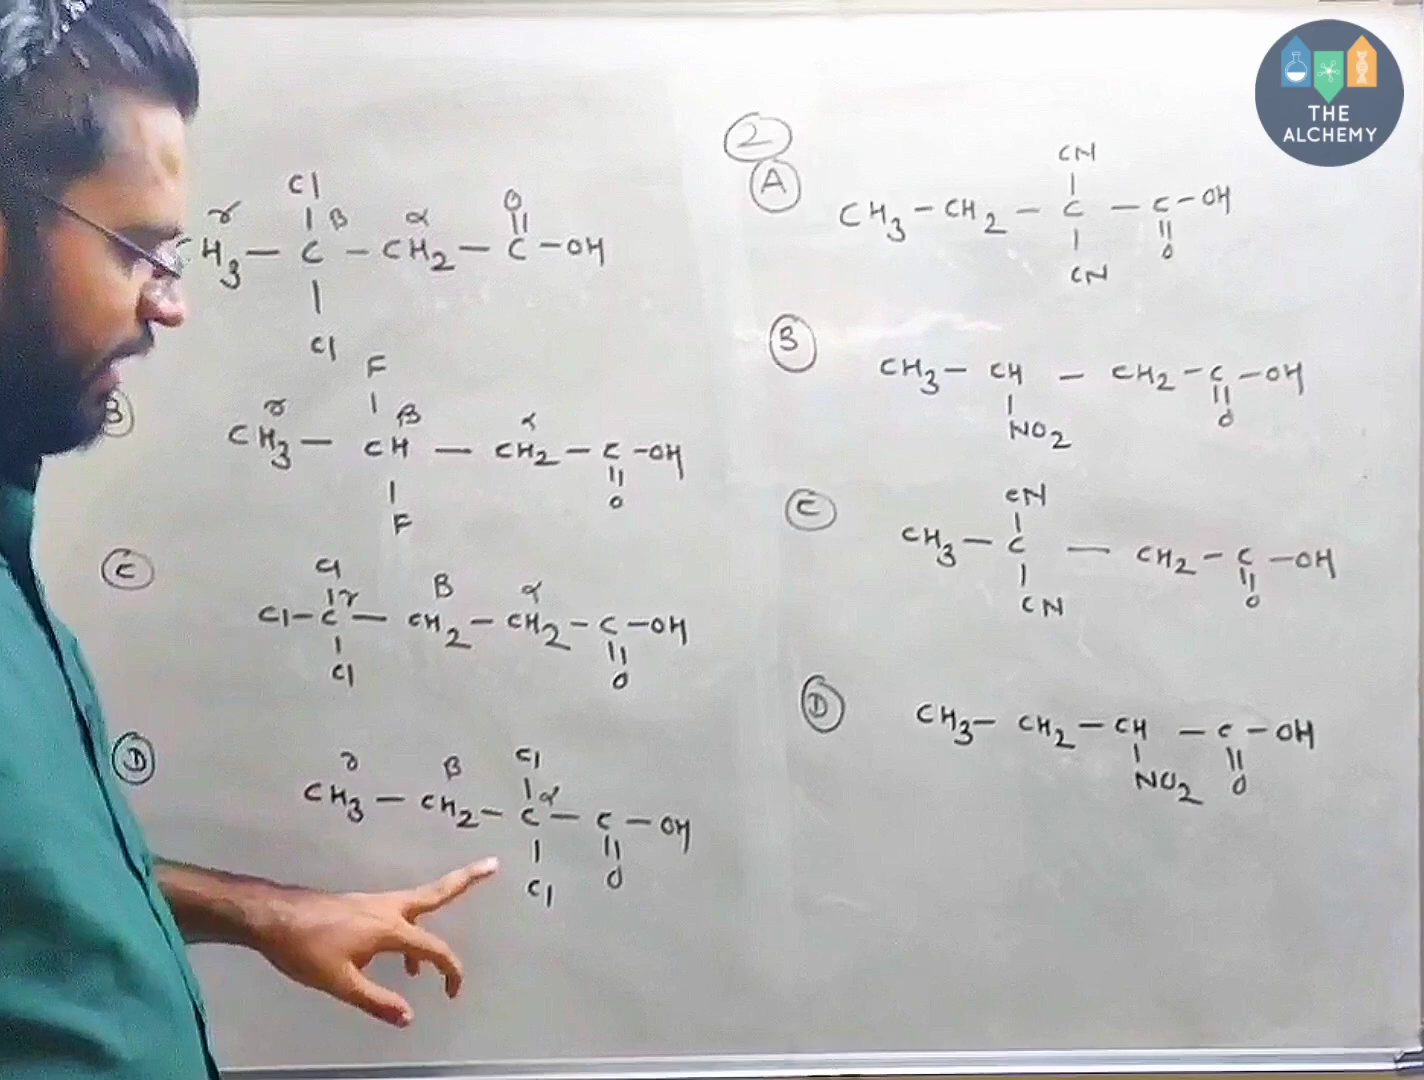 Cl
γ β α O
H3 — C — CH2 — C — OH
Cl
F
B
γ β α
CH3 — CH — CH2 — C — OH
O
F
C
Cl
γ β α
Cl — C — CH2 — CH2 — C — OH
Cl O
D
γ β Cl
α
CH3 — CH2 — C — C — OH
Cl O
2
A
CN
CH3 — CH2 — C — C — OH
O
CN
B
CH3 — CH — CH2 — C — OH
NO2 O
C
CN
CH3 — C — CH2 — C — OH
CN O
D
CH3 — CH2 — CH — C — OH
NO2 O
THE
ALCHEMY